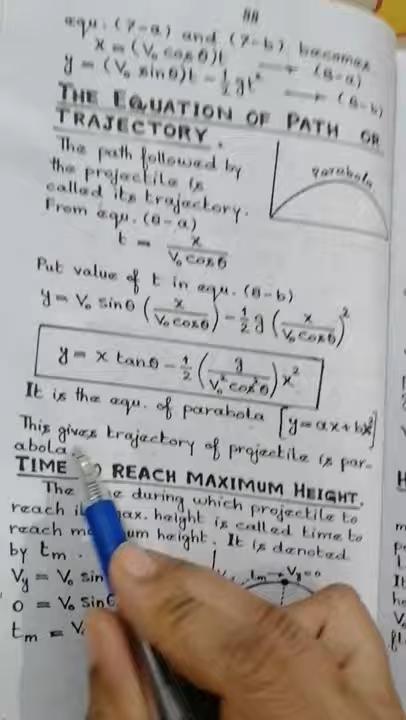 88
equ. (7-a) and (7-b) becomes
x = (V₀ cosθ)t → (8-a)
y = (V₀ sinθ)t - ½gt² → (8-b)
THE EQUATION OF PATH OR
TRAJECTORY.
The path followed by
the projectile is
called its trajectory.
From equ. (8-a)
parabola
t = x / V₀ cosθ
Put value of t in equ. (8-b)
y = V₀ sinθ (x / V₀ cosθ) - ½ g (x / V₀ cosθ)²
y = x tanθ - ½ (g / V₀² cos²θ) x²
It is the equ. of parabola [y = ax + bx²]
This gives trajectory of projectile is par-
abola.
TIME TO REACH MAXIMUM HEIGHT.
The during which projectile to
reach max. height is called time to
reach height. It is denoted
by tm.
Vy = V₀ sin
tm → Vy=0
0 = V₀ sinθ
tm = V₀